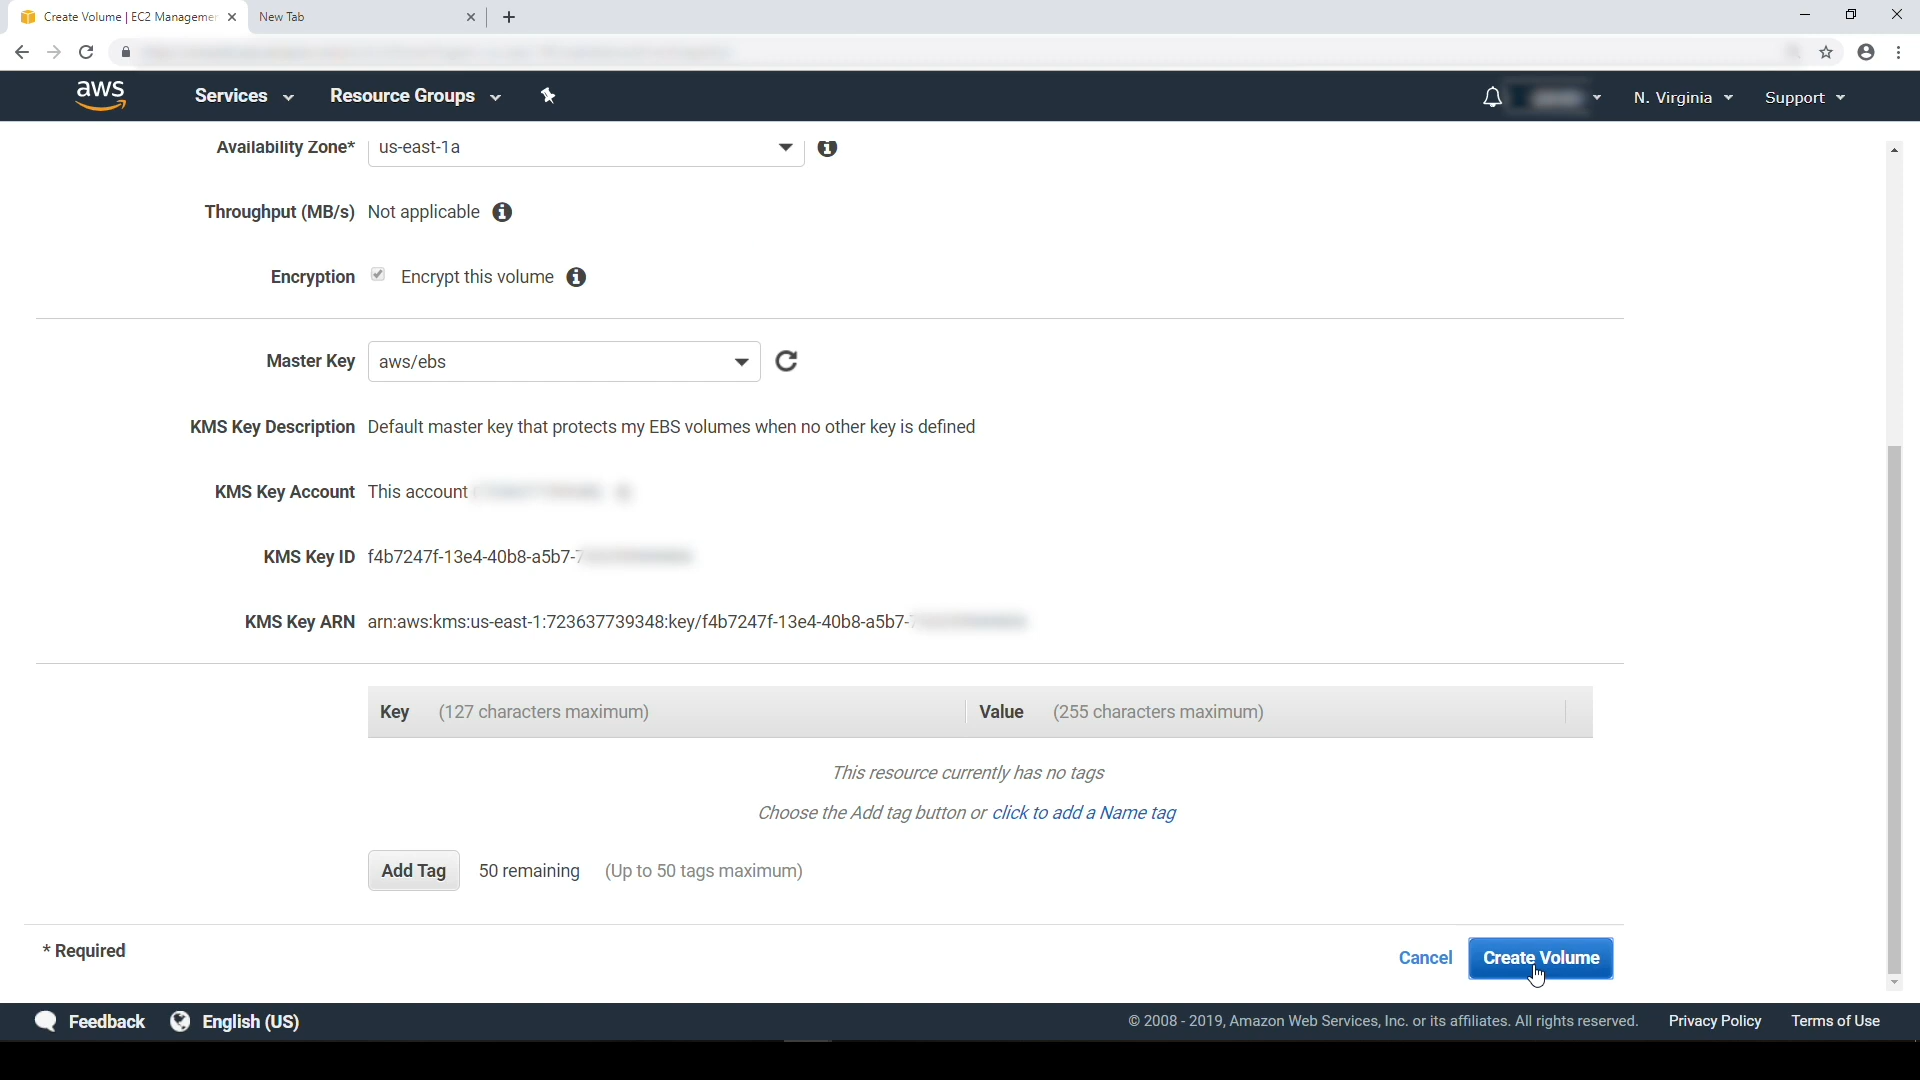 Create Volume | EC2 Managemen
New Tab
aws
Services
Resource Groups
N. Virginia
Support
Availability Zone* us-east-1a
Throughput (MB/s) Not applicable
Encryption Encrypt this volume
Master Key aws/ebs
KMS Key Description Default master key that protects my EBS volumes when no other key is defined
KMS Key Account This account
KMS Key ID f4b7247f-13e4-40b8-a5b7-7
KMS Key ARN arn:aws:kms:us-east-1:723637739348:key/f4b7247f-13e4-40b8-a5b7-
Key (127 characters maximum) Value (255 characters maximum)
This resource currently has no tags
Choose the Add tag button or click to add a Name tag
Add Tag 50 remaining (Up to 50 tags maximum)
* Required
Cancel Create Volume
Feedback English (US) © 2008 - 2019, Amazon Web Services, Inc. or its affiliates. All rights reserved. Privacy Policy Terms of Use